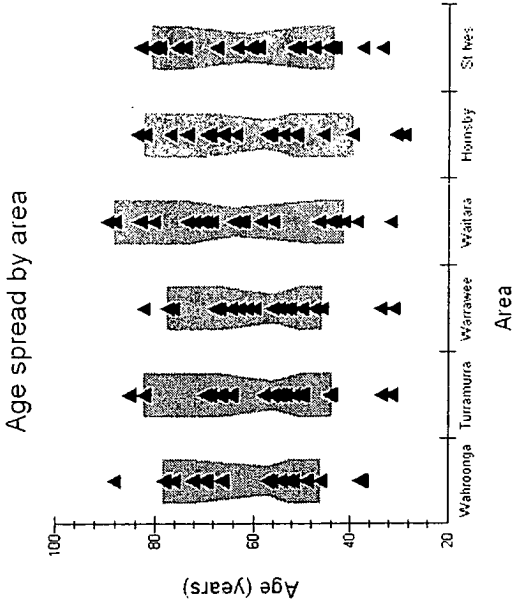 Age spread by area
Age (years)
100
80
60
40
20
Wahroonga
Turramurra
Warrawee
Waitara
Hornsby
St Ives
Area